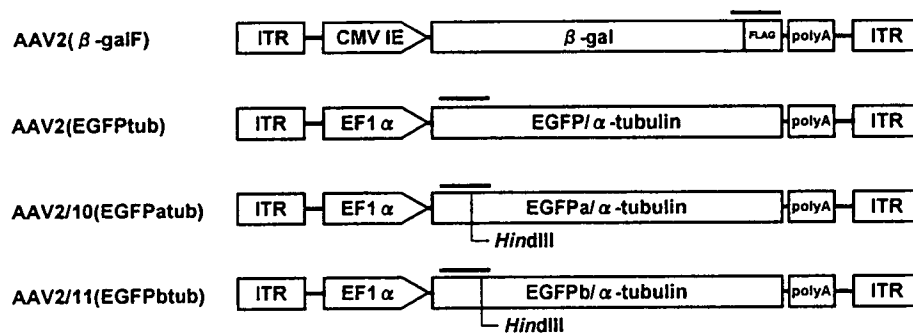 AAV2(β-galF) ITR CMV IE β-gal FLAG polyA ITR
AAV2(EGFPtub) ITR EF1α EGFP/α-tubulin polyA ITR
AAV2/10(EGFPatub) ITR EF1α EGFPa/α-tubulin polyA ITR
HindIII
AAV2/11(EGFPbtub) ITR EF1α EGFPb/α-tubulin polyA ITR
HindIII